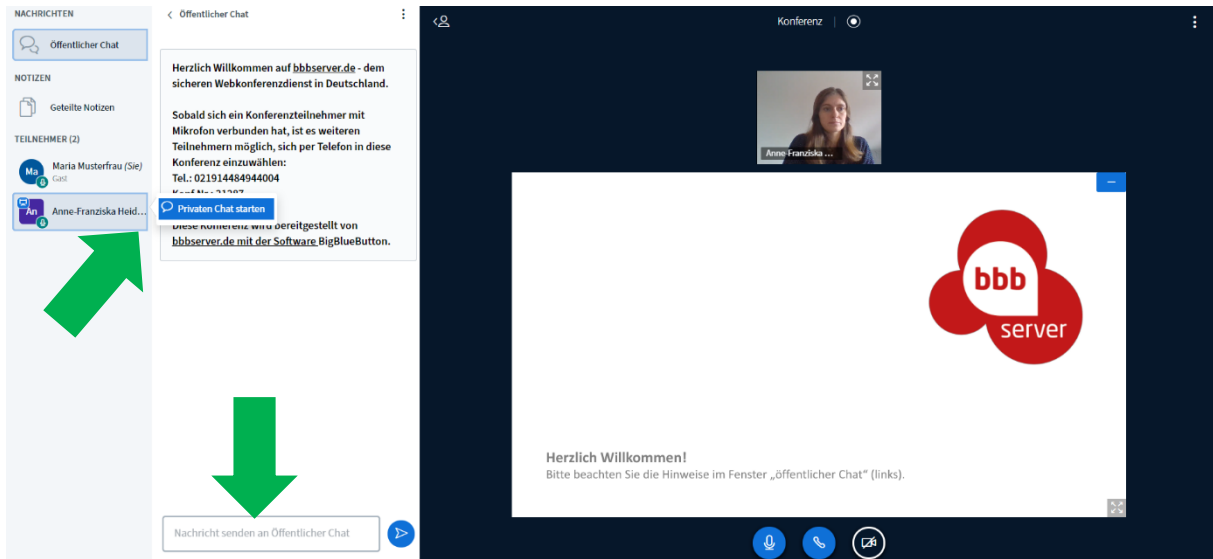 NACHRICHTEN
Öffentlicher Chat
NOTIZEN
Geteilte Notizen
TEILNEHMER (2)
Ma
Maria Musterfrau (Sie)
Gast
An
Anne-Franziska Heid...
Öffentlicher Chat
Herzlich Willkommen auf bbbserver.de - dem
sicheren Webkonferenzdienst in Deutschland.
Sobald sich ein Konferenzteilnehmer mit
Mikrofon verbunden hat, ist es weiteren
Teilnehmern möglich, sich per Telefon in diese
Konferenz einzuwählen:
Tel.: 021914484944004
Privaten Chat starten
Diese Konferenz wird bereitgestellt von
bbbserver.de mit der Software BigBlueButton.
Nachricht senden an Öffentlicher Chat
Konferenz
Anne-Franziska ...
bbb
server
Herzlich Willkommen!
Bitte beachten Sie die Hinweise im Fenster „öffentlicher Chat“ (links).